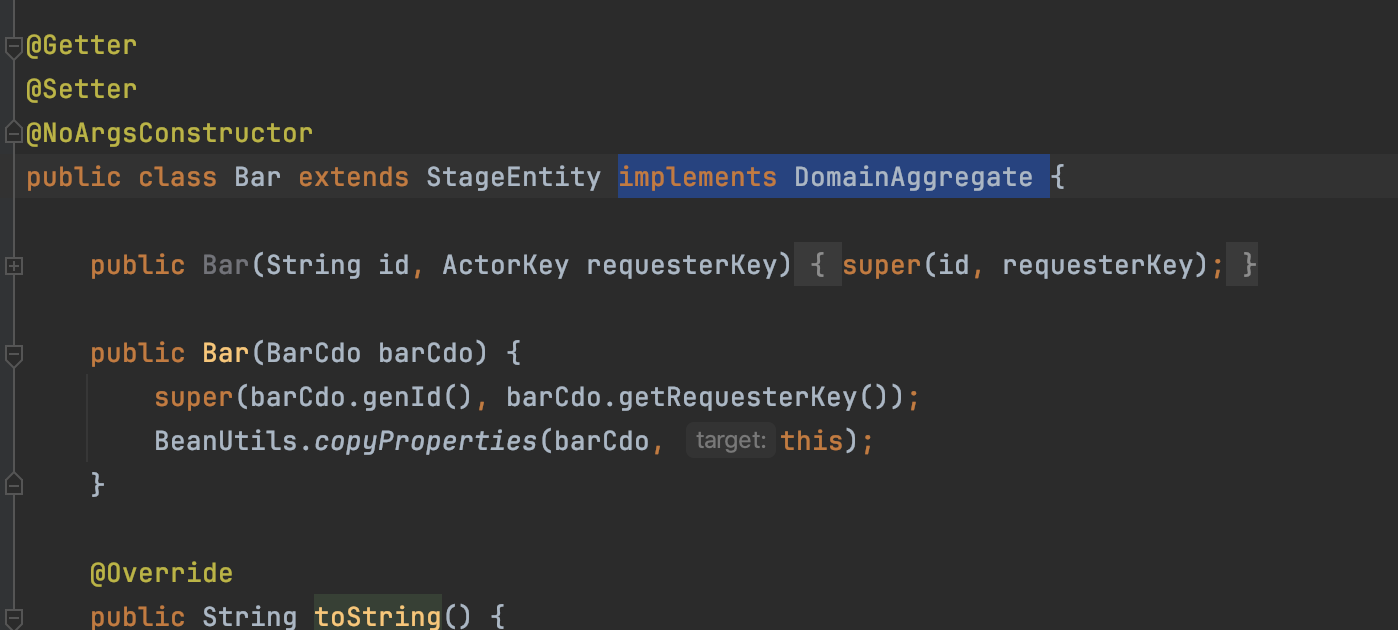 @Getter
@Setter
@NoArgsConstructor
public class Bar extends StageEntity implements DomainAggregate {
public Bar(String id, ActorKey requesterKey) { super(id, requesterKey); }
public Bar(BarCdo barCdo) {
super(barCdo.genId(), barCdo.getRequesterKey());
BeanUtils.copyProperties(barCdo, target: this);
}
@Override
public String toString() {